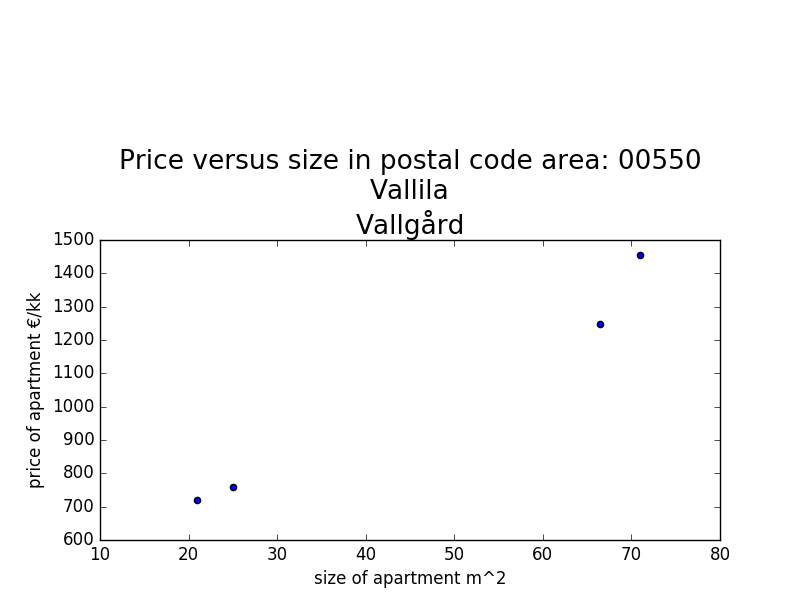 Price versus size in postal code area: 00550
Vallila
Vallgård
1500
1400
1300
1200
1100
1000
900
800
700
600
price of apartment €/kk
10 20 30 40 50 60 70 80
size of apartment m^2